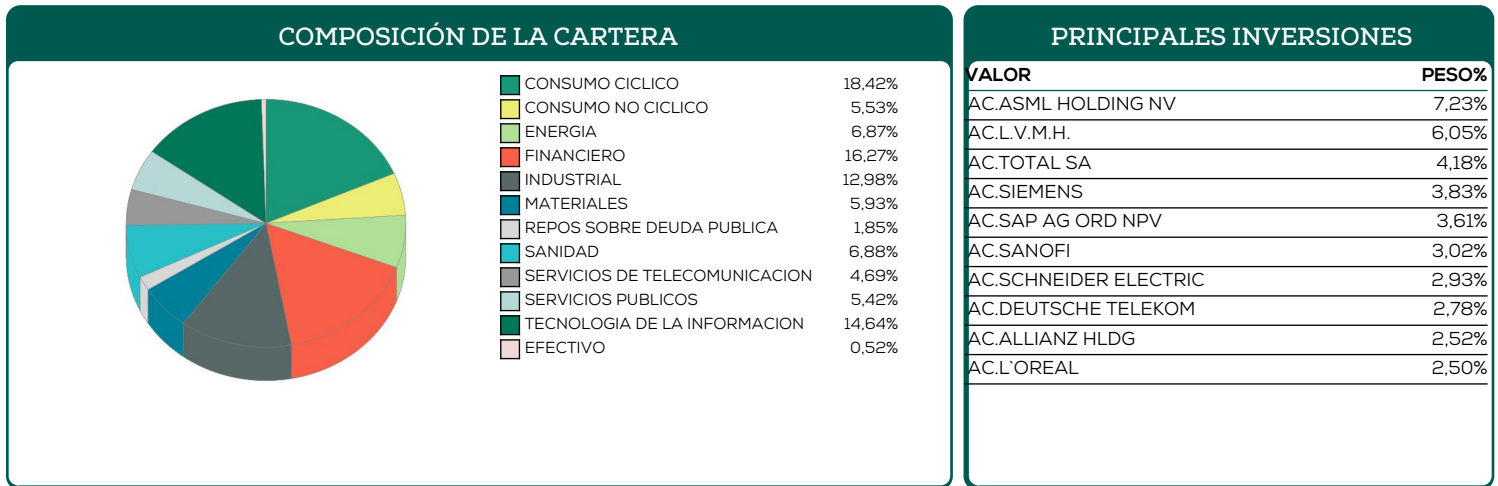 COMPOSICIÓN DE LA CARTERA
CONSUMO CICLICO 18,42%
CONSUMO NO CICLICO 5,53%
ENERGIA 6,87%
FINANCIERO 16,27%
INDUSTRIAL 12,98%
MATERIALES 5,93%
REPOS SOBRE DEUDA PUBLICA 1,85%
SANIDAD 6,88%
SERVICIOS DE TELECOMUNICACION 4,69%
SERVICIOS PUBLICOS 5,42%
TECNOLOGIA DE LA INFORMACION 14,64%
EFECTIVO 0,52%
PRINCIPALES INVERSIONES
VALOR PESO%
AC.ASML HOLDING NV 7,23%
AC.L.V.M.H. 6,05%
AC.TOTAL SA 4,18%
AC.SIEMENS 3,83%
AC.SAP AG ORD NPV 3,61%
AC.SANOFI 3,02%
AC.SCHNEIDER ELECTRIC 2,93%
AC.DEUTSCHE TELEKOM 2,78%
AC.ALLIANZ HLDG 2,52%
AC.L`OREAL 2,50%